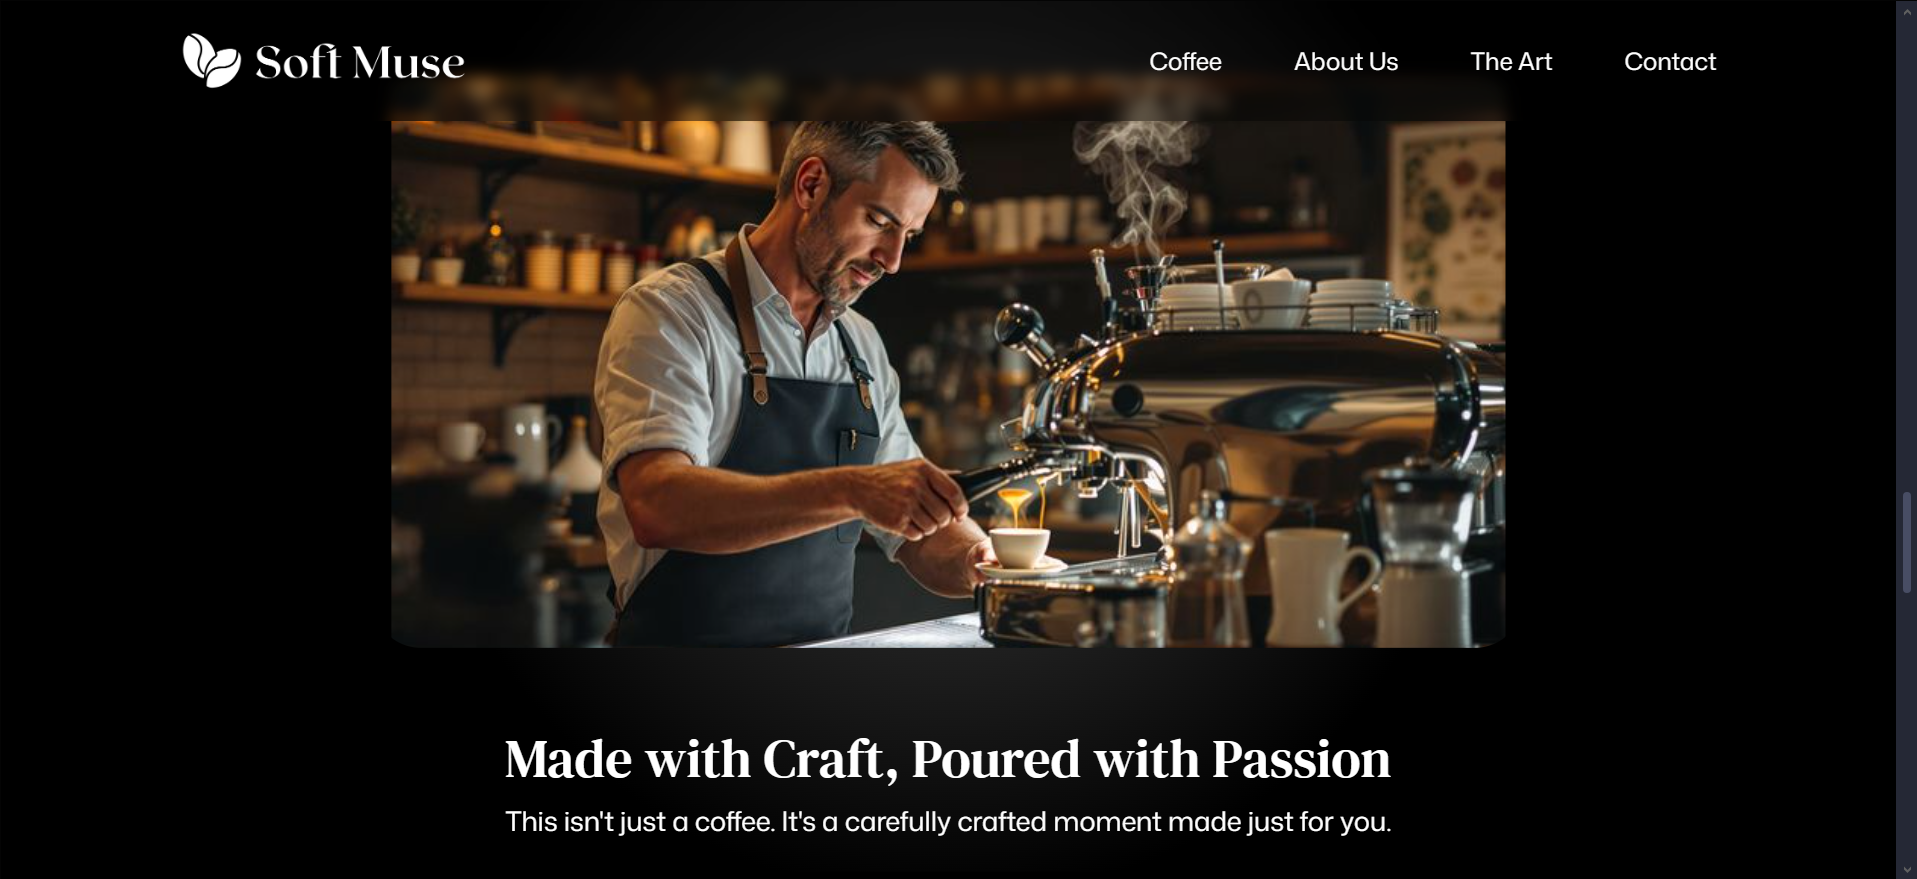 Soft Muse
Coffee
About Us
The Art
Contact
Made with Craft, Poured with Passion
This isn't just a coffee. It's a carefully crafted moment made just for you.